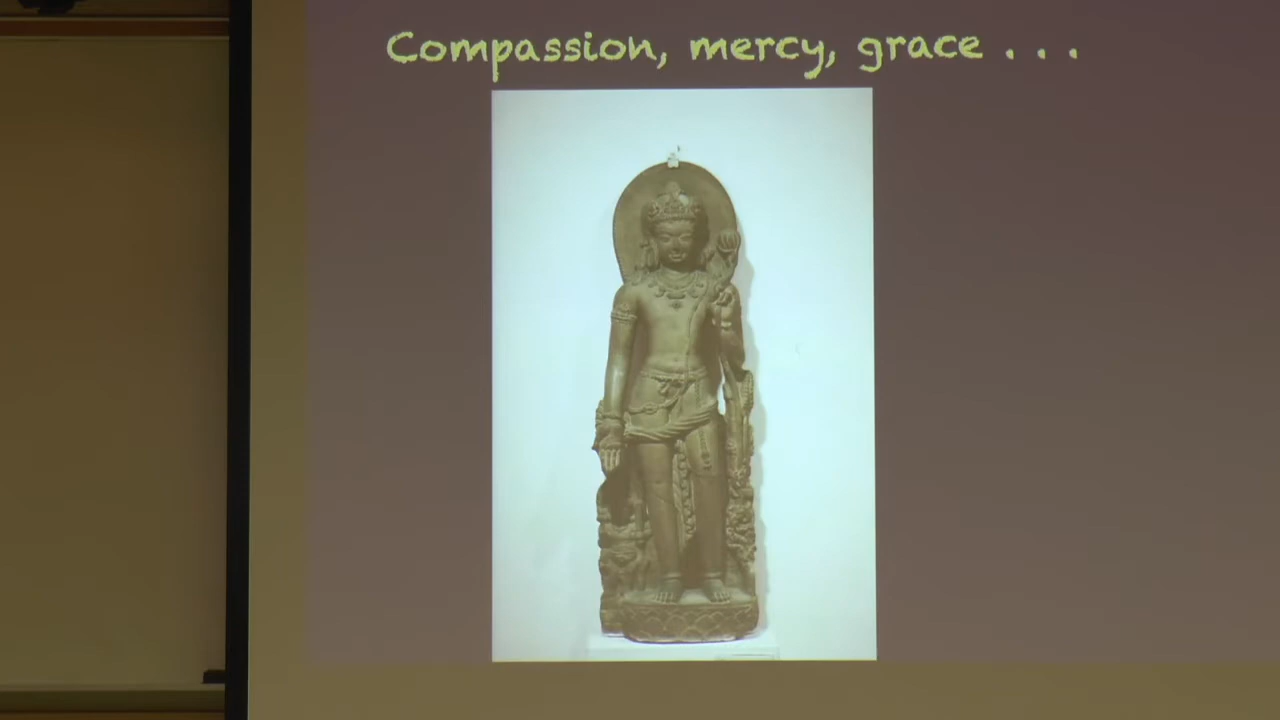 Compassion, mercy, grace . . .